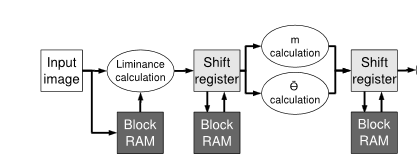 Input
image
Liminance
calculation
Block
RAM
Shift
register
Block
RAM
m
calculation
Θ̃
calculation
Shift
register
Block
RAM